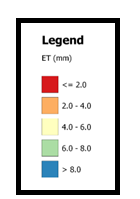 Legend
ET (mm)
<= 2.0
2.0 - 4.0
4.0 - 6.0
6.0 - 8.0
> 8.0